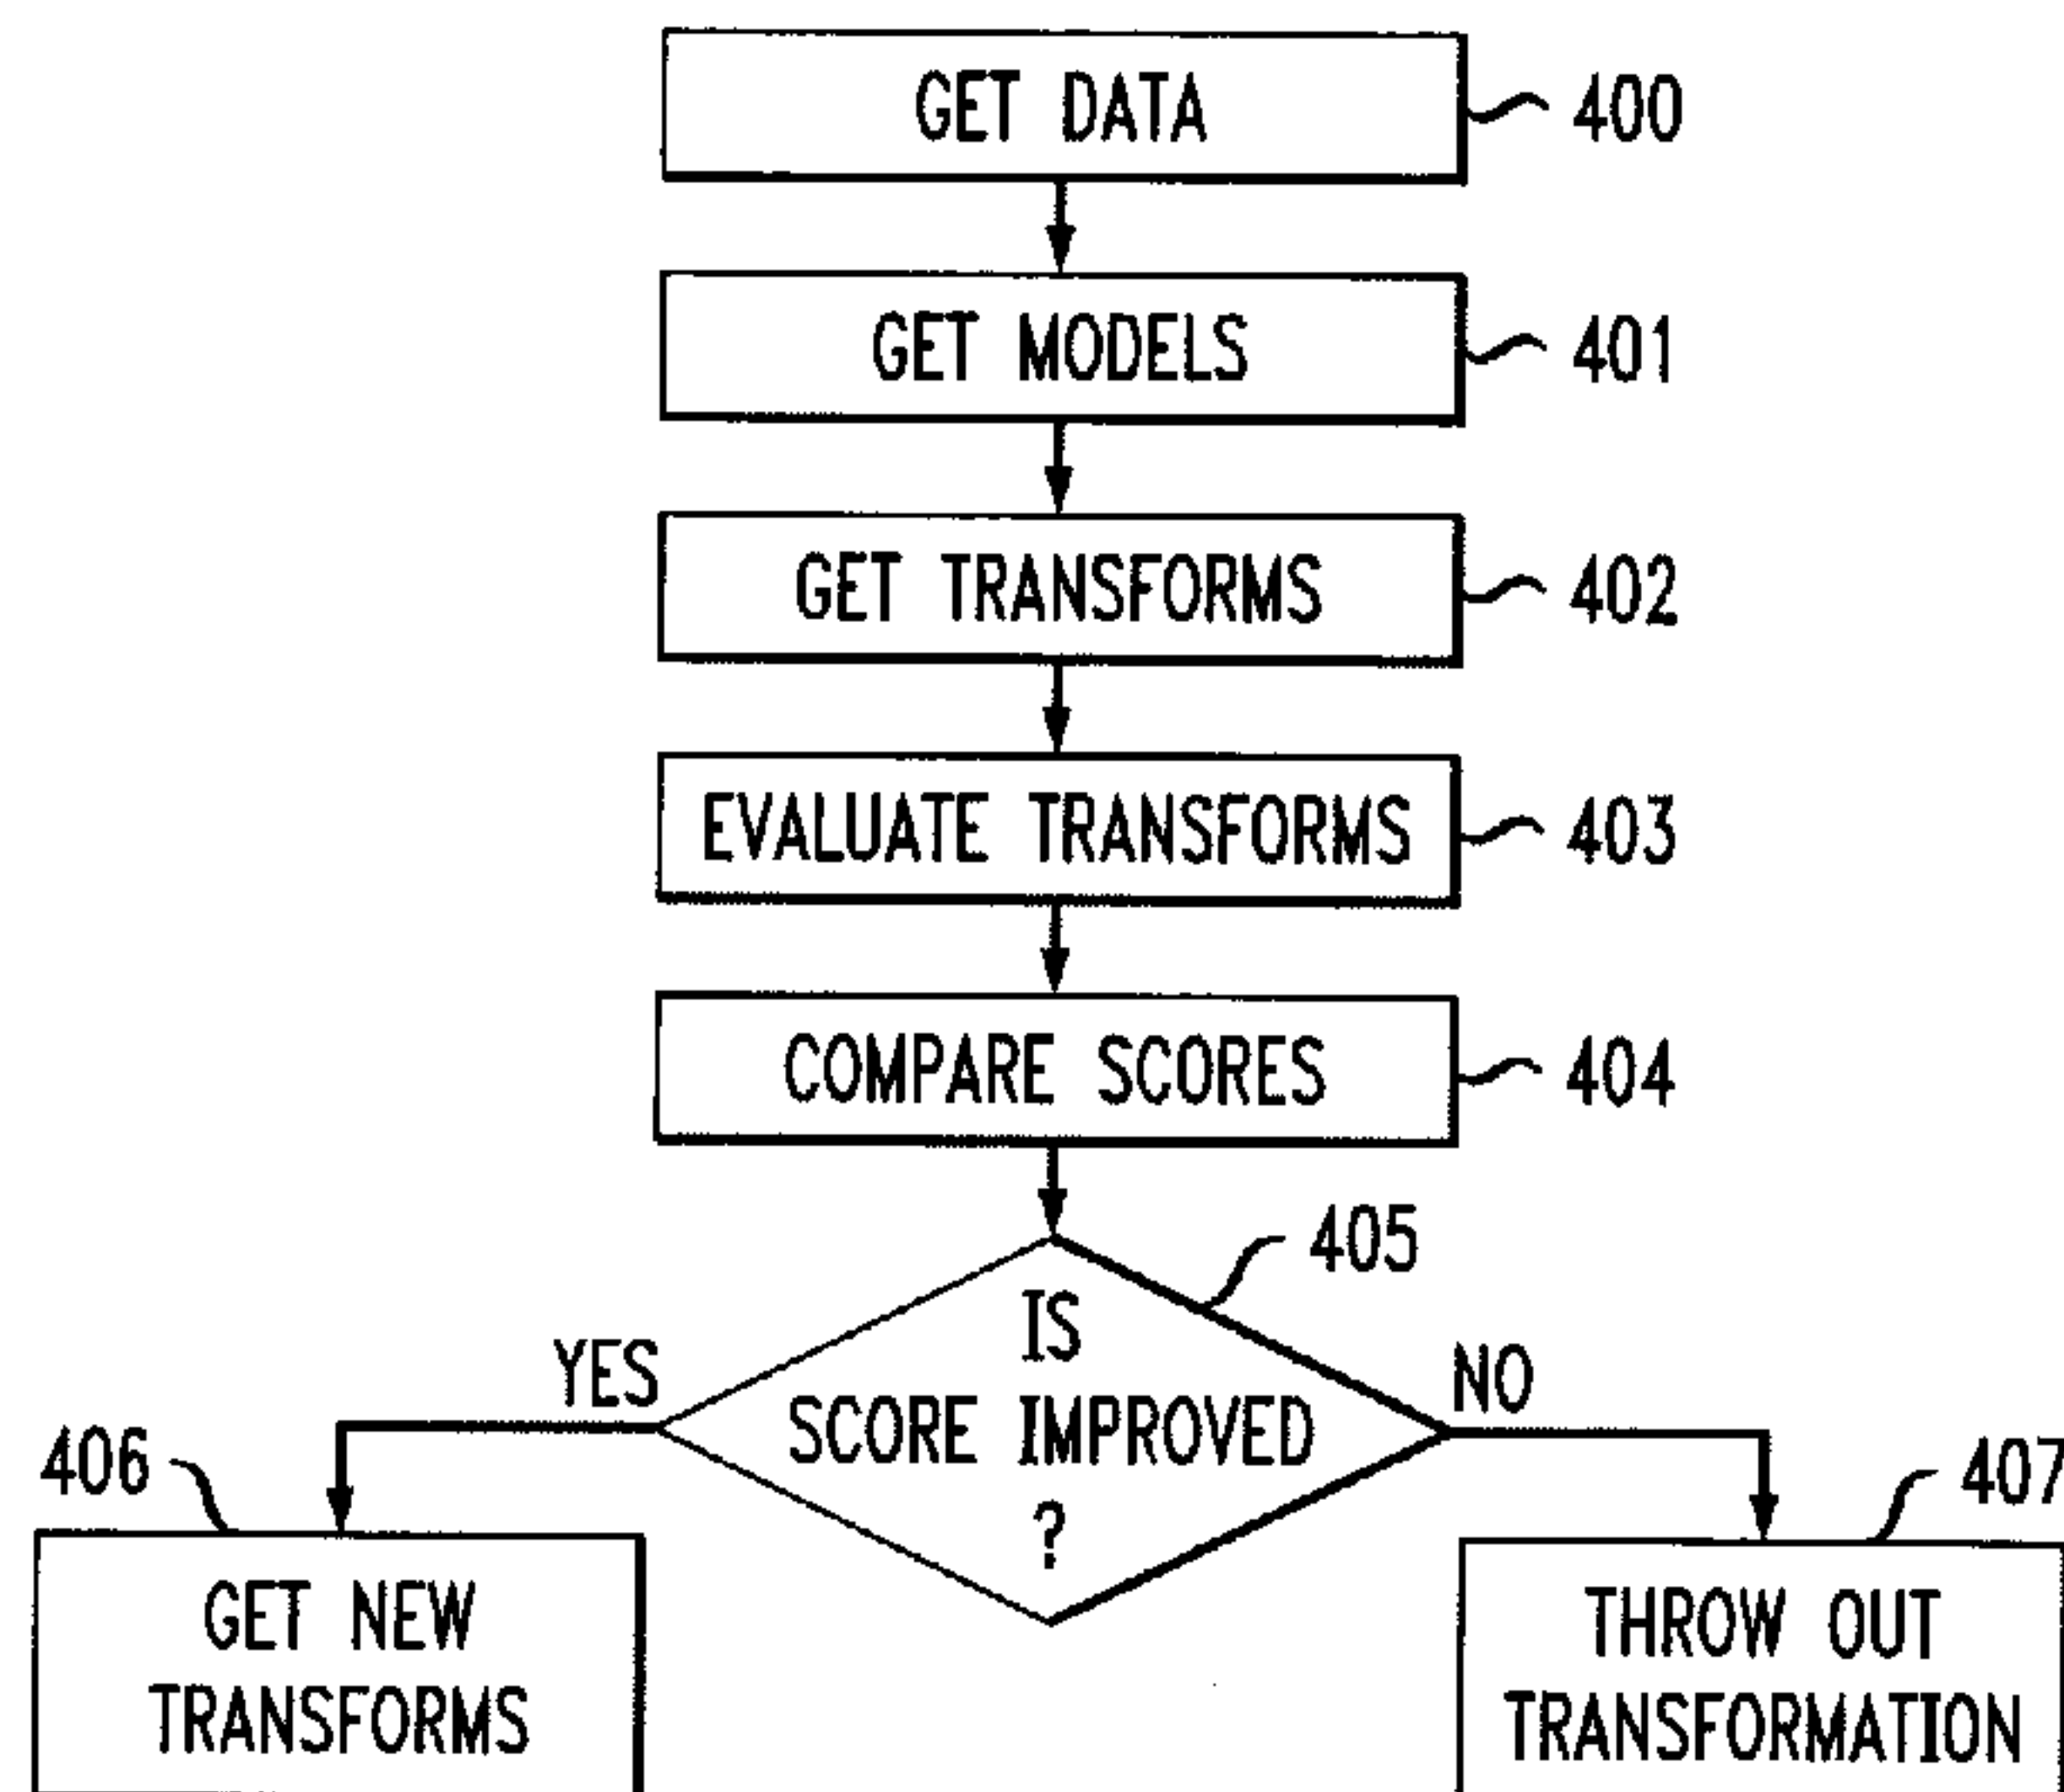 GET DATA 400
GET MODELS 401
GET TRANSFORMS 402
EVALUATE TRANSFORMS 403
COMPARE SCORES 404
405
IS
SCORE IMPROVED
?
YES
NO
406
GET NEW
TRANSFORMS
407
THROW OUT
TRANSFORMATION